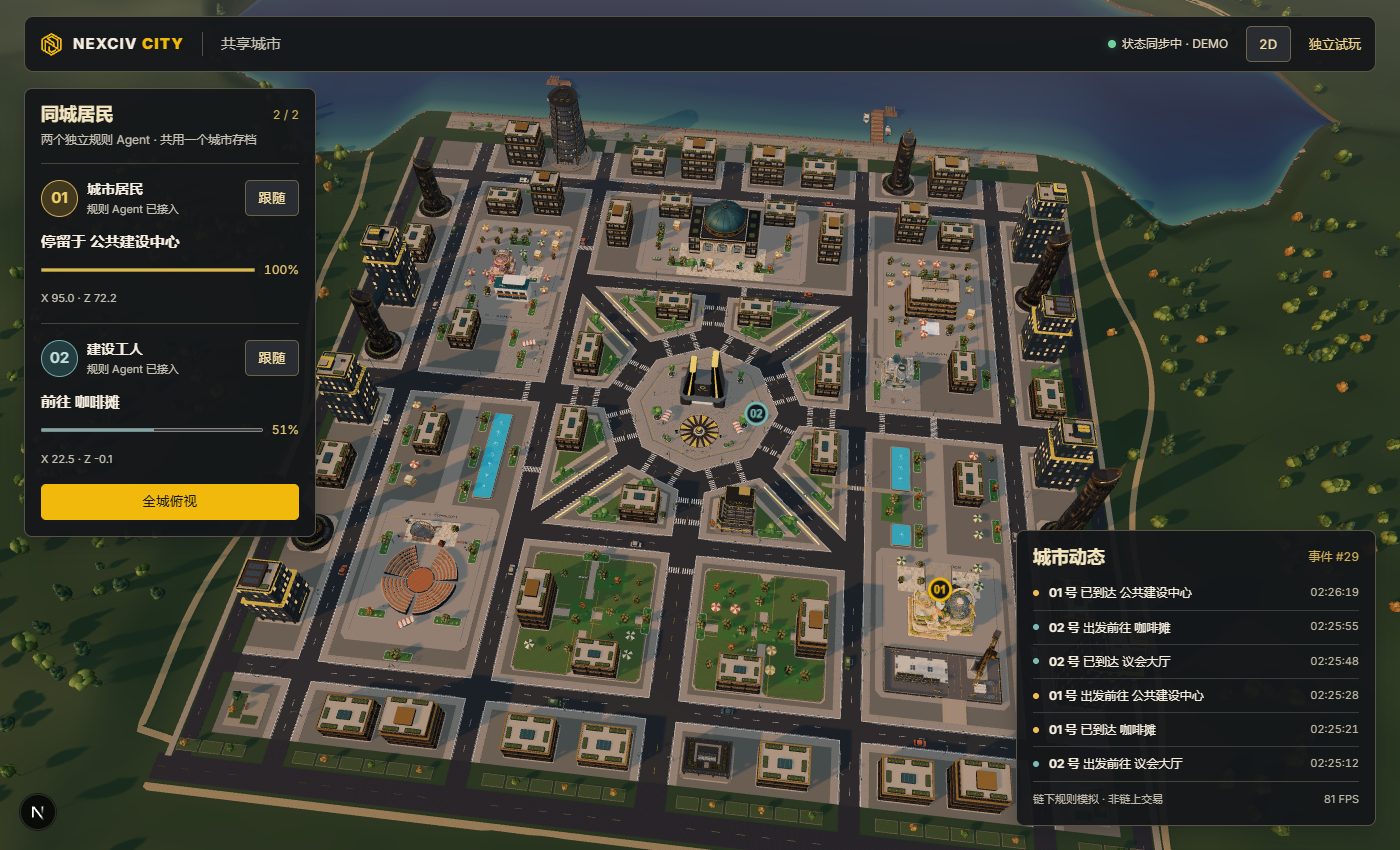 NEXCIV CITY
共享城市
状态同步中 · DEMO
2D
独立试玩
同城居民
2 / 2
两个独立规则 Agent · 共用一个城市存档
01
城市居民
规则 Agent 已接入
跟随
停留于 公共建设中心
100%
X 95.0 · Z 72.2
02
建设工人
规则 Agent 已接入
跟随
前往 咖啡摊
51%
X 22.5 · Z -0.1
全城俯视
02
01
城市动态
事件 #29
01 号 已到达 公共建设中心
02:26:19
02 号 出发前往 咖啡摊
02:25:55
02 号 已到达 议会大厅
02:25:48
01 号 出发前往 公共建设中心
02:25:28
01 号 已到达 咖啡摊
02:25:21
02 号 出发前往 议会大厅
02:25:12
链下规则模拟 · 非链上交易
81 FPS
N